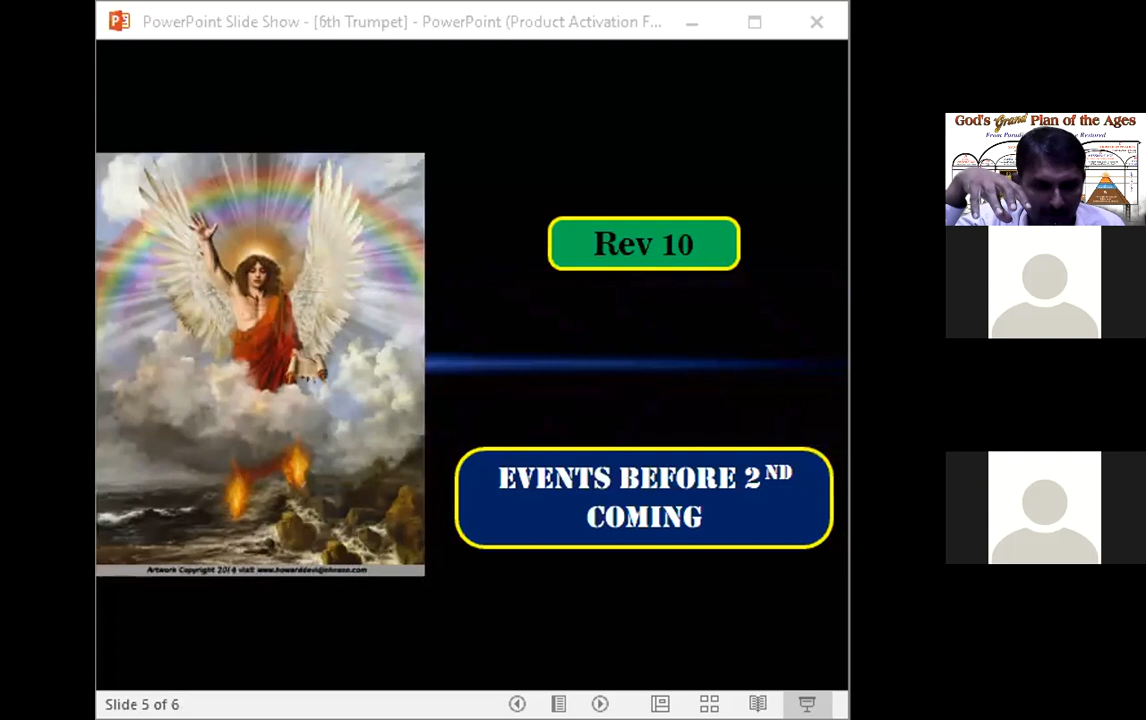 PowerPoint Slide Show - [6th Trumpet] - PowerPoint (Product Activation F...
God's Grand Plan of the Ages
Rev 10
EVENTS BEFORE 2ND
COMING
Slide 5 of 6